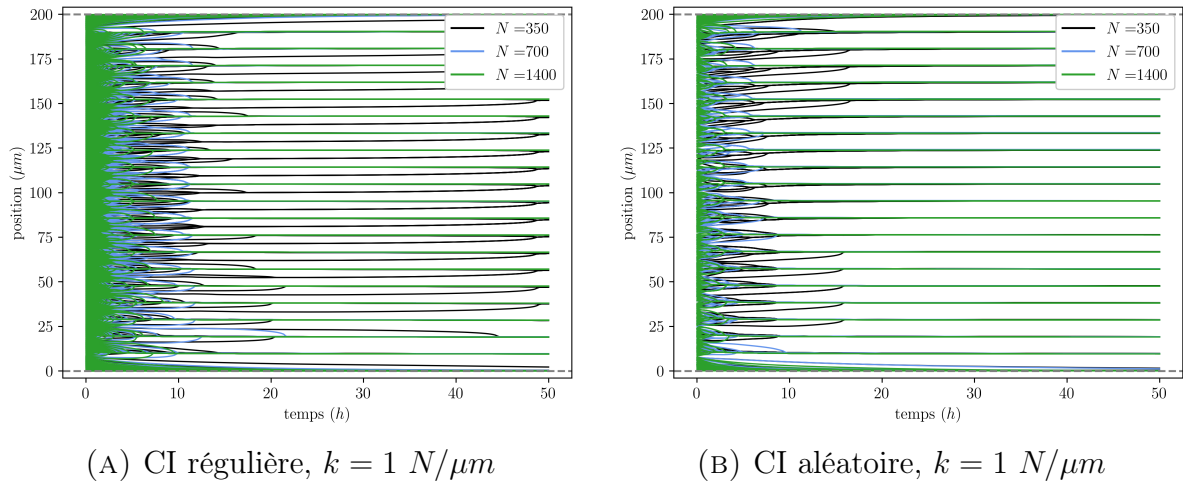 200
175
150
125
100
75
50
25
0
position (μm)
0 10 20 30 40 50
temps (h)
N =350
N =700
N =1400
200
175
150
125
100
75
50
25
0
position (μm)
0 10 20 30 40 50
temps (h)
N =350
N =700
N =1400
(A) CI régulière, k = 1 N/μm
(B) CI aléatoire, k = 1 N/μm